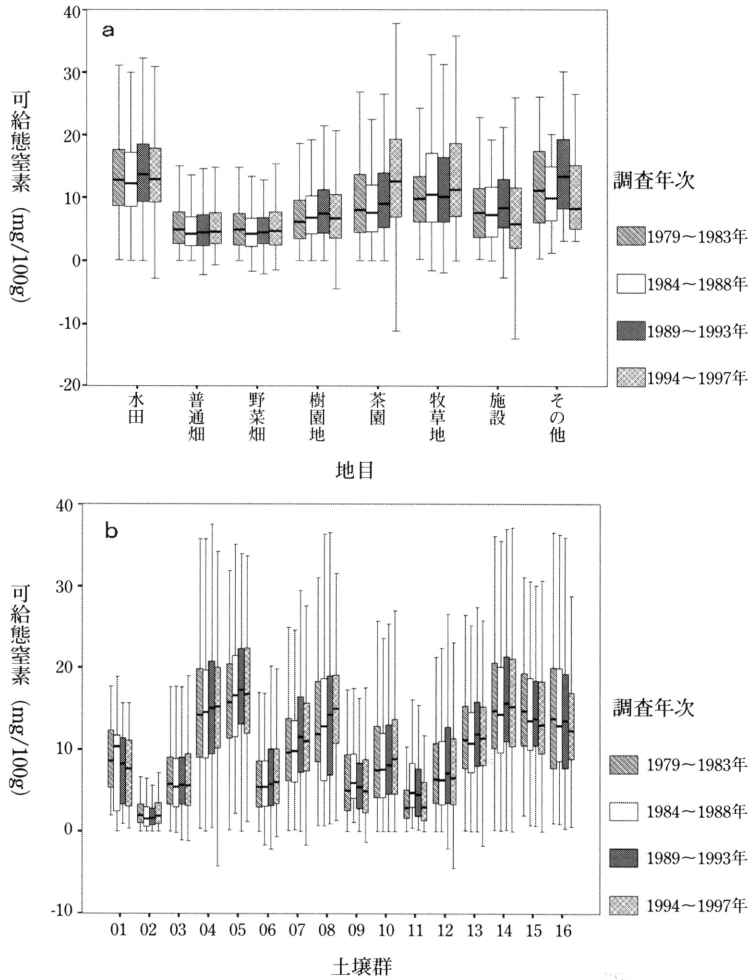 a
40
30
20
10
0
-10
-20
可給態窒素 (mg/100g)
水田
普通畑
野菜畑
樹園地
茶園
牧草地
施設
その他
地目
調査年次
1979～1983年
1984～1988年
1989～1993年
1994～1997年
b
40
30
20
10
0
-10
可給態窒素 (mg/100g)
01 02 03 04 05 06 07 08 09 10 11 12 13 14 15 16
土壌群
調査年次
1979～1983年
1984～1988年
1989～1993年
1994～1997年